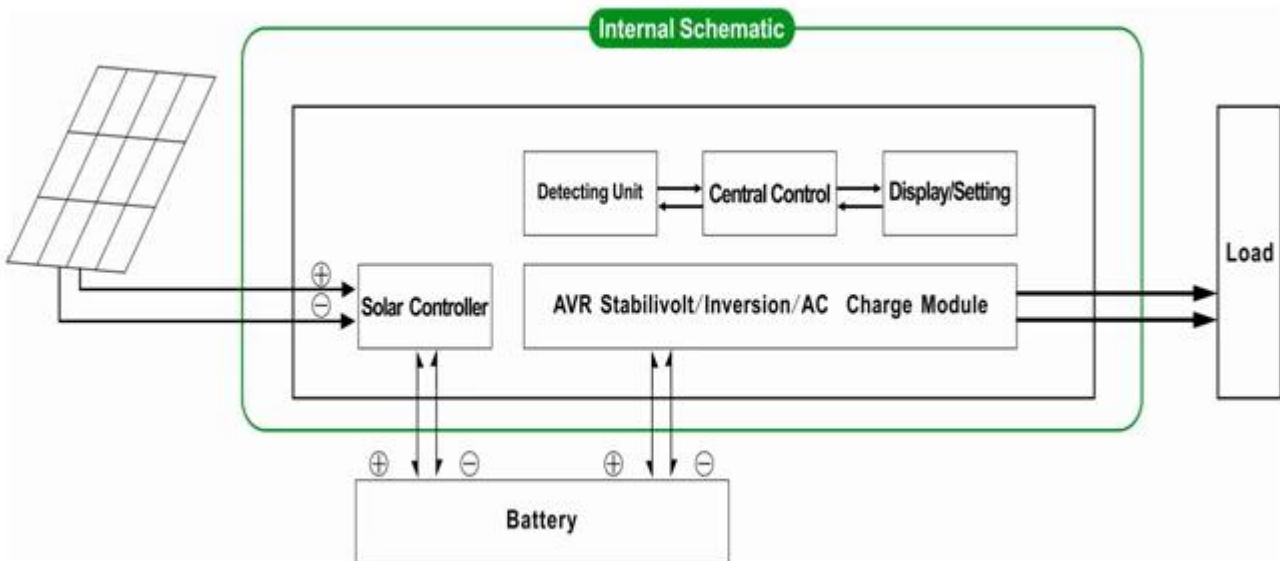 Internal Schematic
Detecting Unit
Central Control
Display/Setting
Load
⊕
⊖
Solar Controller
AVR Stabilivolt/Inversion/AC Charge Module
⊕ ⊖ ⊕ ⊖
Battery